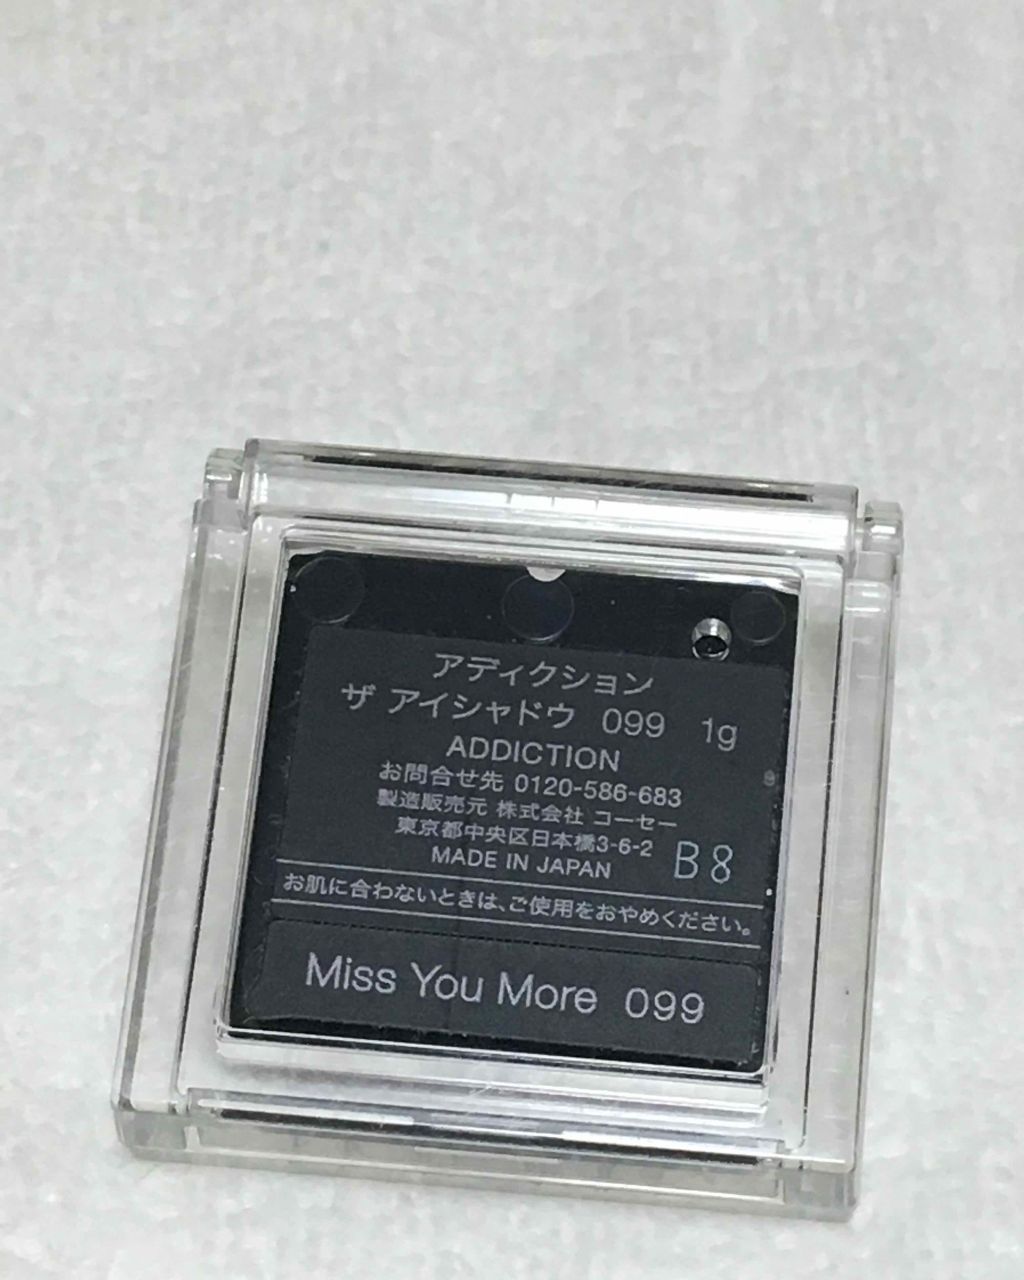 アディクション
ザ アイシャドウ 099 1g
ADDICTION
お問合せ先 0120-586-683
製造販売元 株式会社 コーセー
東京都中央区日本橋3-6-2
MADE IN JAPAN B8
お肌に合わないときは、ご使用をおやめください。
Miss You More 099